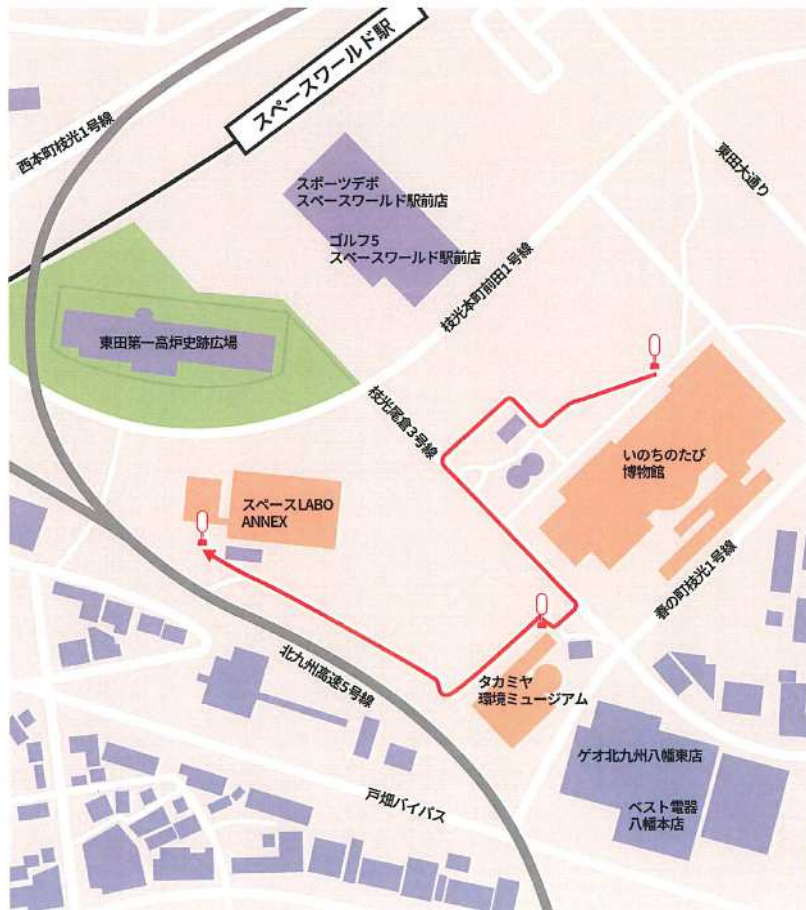 スペースワールド駅
西本町枝光1号線
東田大通り
スポーツデポ
スペースワールド駅前店
ゴルフ5
スペースワールド駅前店
枝光本町前田1号線
東田第一高炉史跡広場
枝光尾倉3号線
いのちのたび
博物館
スペースLABO
ANNEX
春の町枝光1号線
北九州高速5号線
タカミヤ
環境ミュージアム
ゲオ北九州八幡東店
戸畑バイパス
ベスト電器
八幡本店